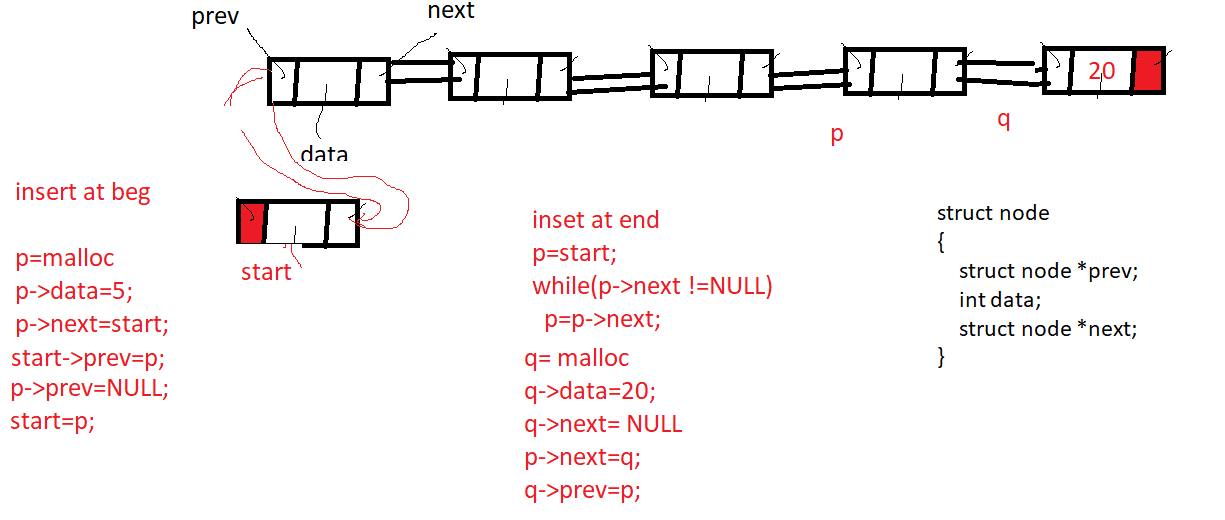 prev
next
20
p
q
data
insert at beg
start
p=malloc
p->data=5;
p->next=start;
start->prev=p;
p->prev=NULL;
start=p;
inset at end
p=start;
while(p->next !=NULL)
p=p->next;
q= malloc
q->data=20;
q->next= NULL
p->next=q;
q->prev=p;
struct node
{
struct node *prev;
int data;
struct node *next;
}